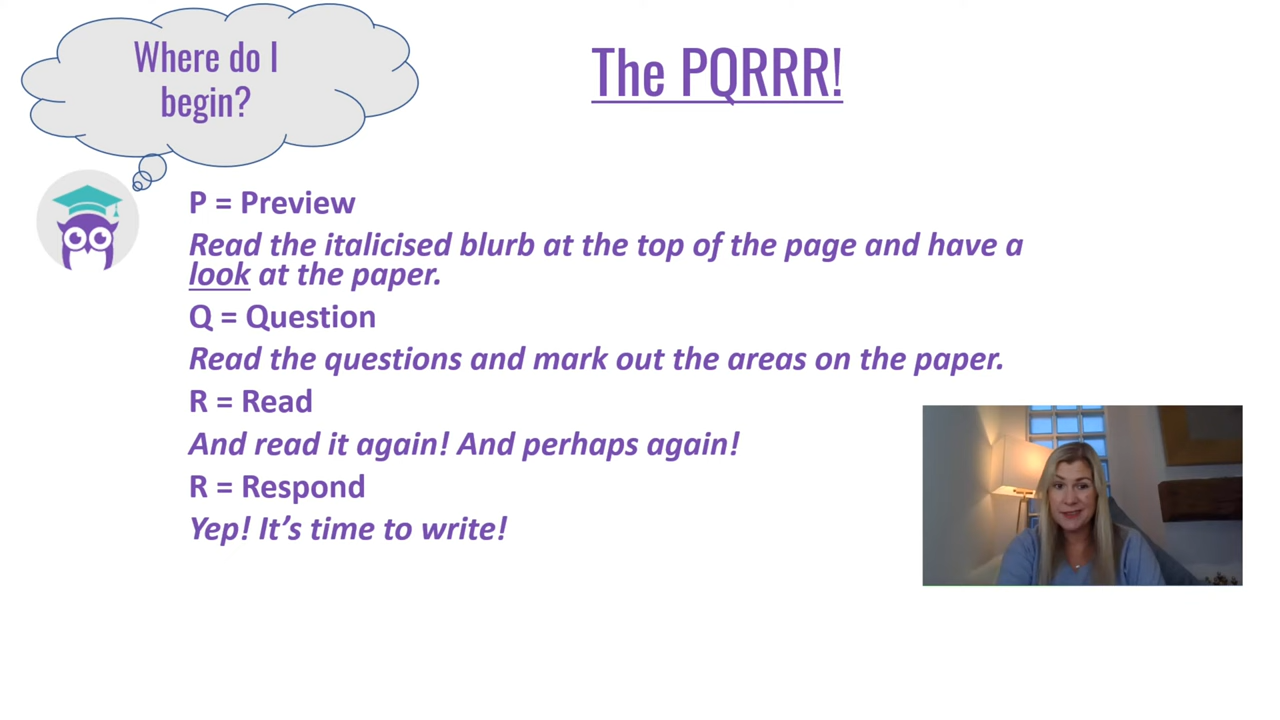 Where do I
begin?
The PQRRR!
P = Preview
Read the italicised blurb at the top of the page and have a
look at the paper.
Q = Question
Read the questions and mark out the areas on the paper.
R = Read
And read it again! And perhaps again!
R = Respond
Yep! It’s time to write!